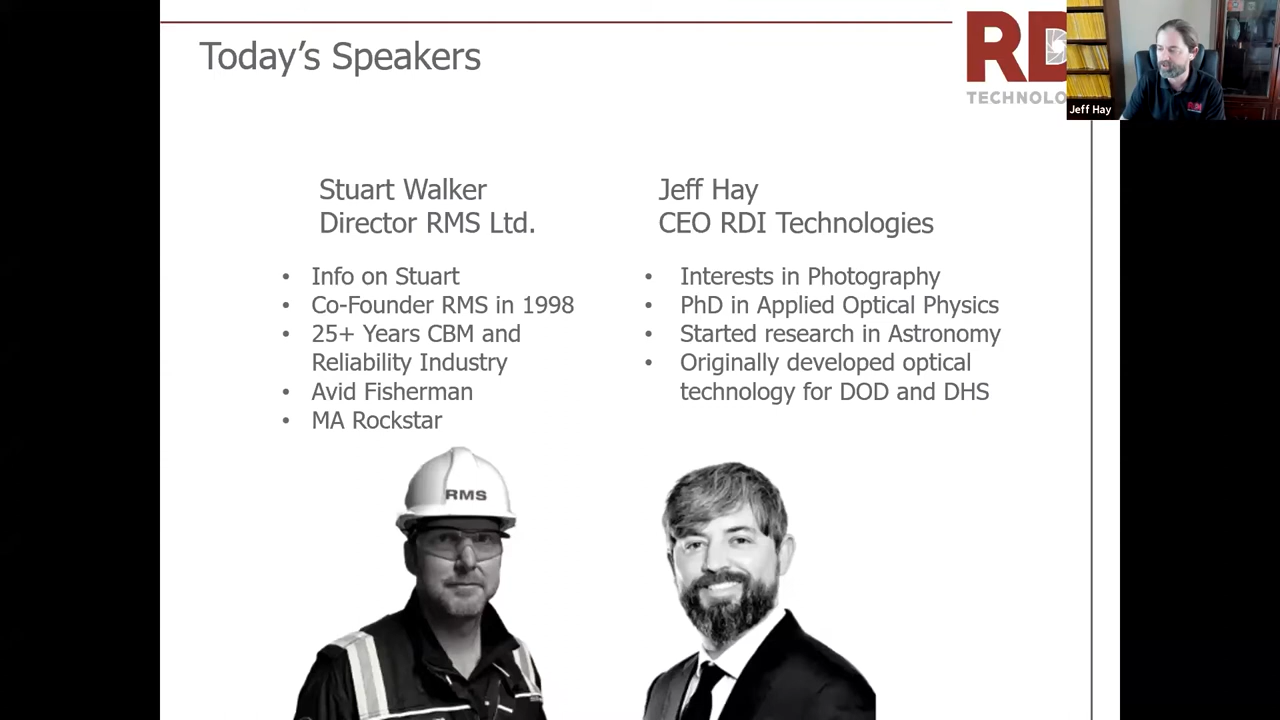 Today's Speakers
RD
TECHNOLO
Jeff Hay
Stuart Walker
Director RMS Ltd.
• Info on Stuart
• Co-Founder RMS in 1998
• 25+ Years CBM and
Reliability Industry
• Avid Fisherman
• MA Rockstar
Jeff Hay
CEO RDI Technologies
• Interests in Photography
• PhD in Applied Optical Physics
• Started research in Astronomy
• Originally developed optical
technology for DOD and DHS
RMS